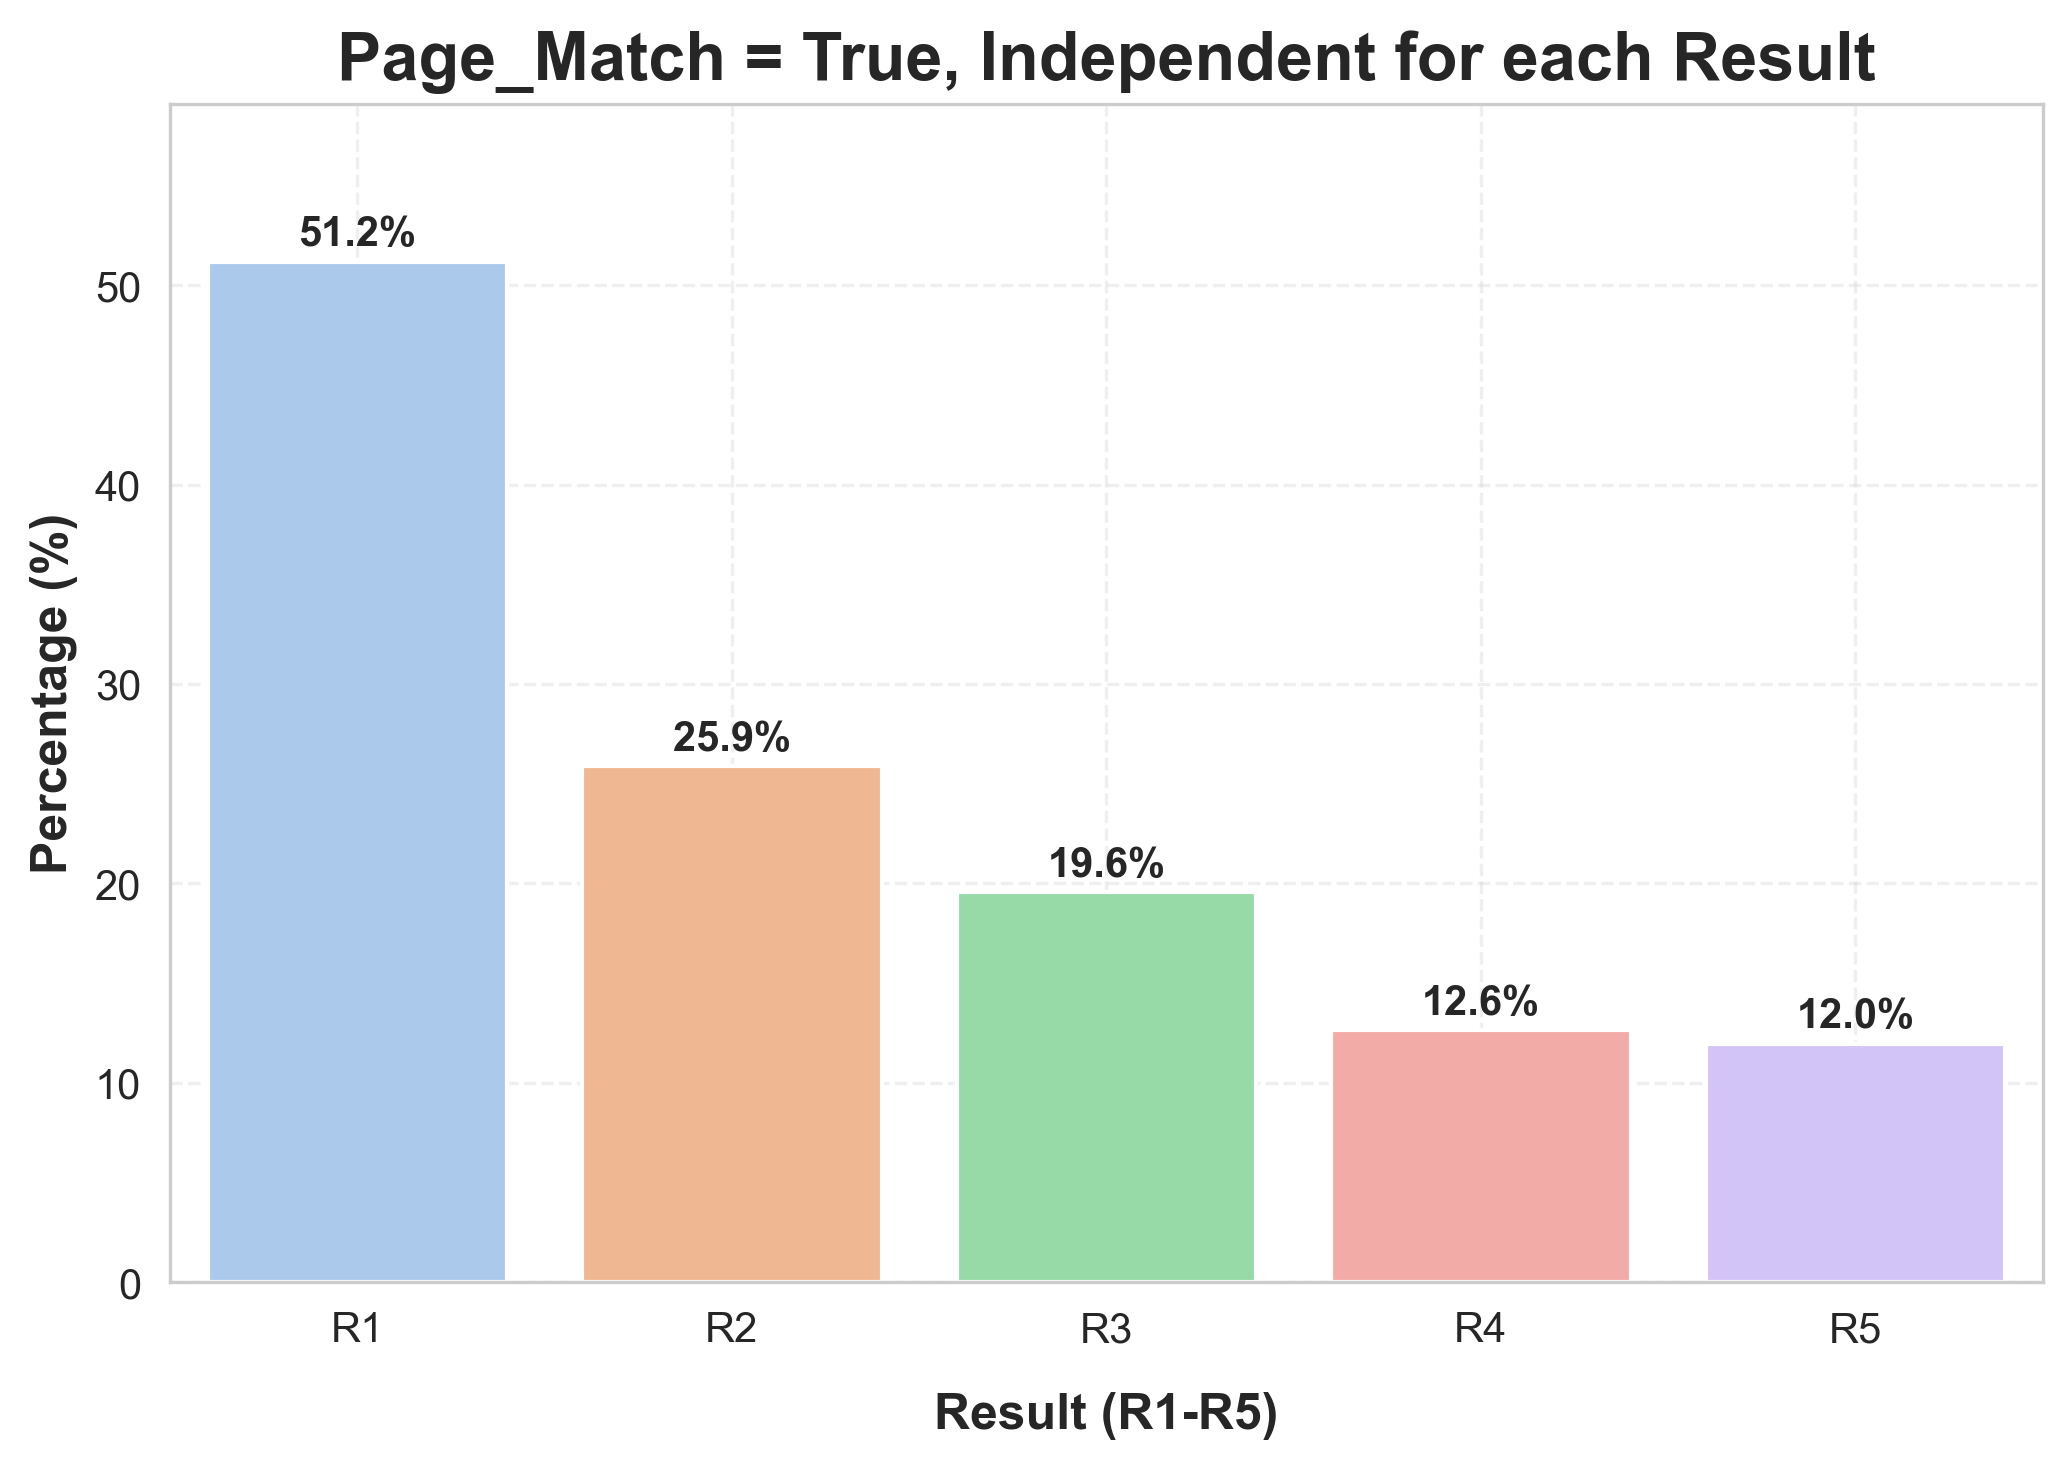 Page_Match = True, Independent for each Result
51.2%
25.9%
19.6%
12.6%
12.0%
50
40
30
20
10
0
Percentage (%)
R1 R2 R3 R4 R5
Result (R1-R5)